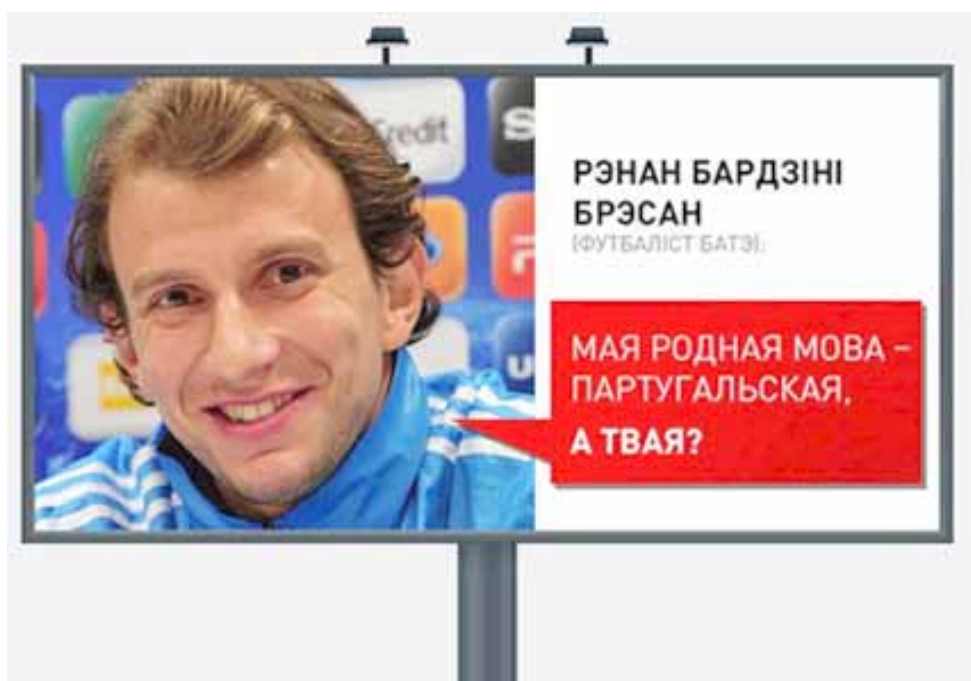 Credit
РЭНАН БАРДЗІНІ
БРЭСАН
(ФУТБАЛІСТ БАТЭ):
МАЯ РОДНАЯ МОВА –
ПАРТУГАЛЬСКАЯ,
А ТВАЯ?